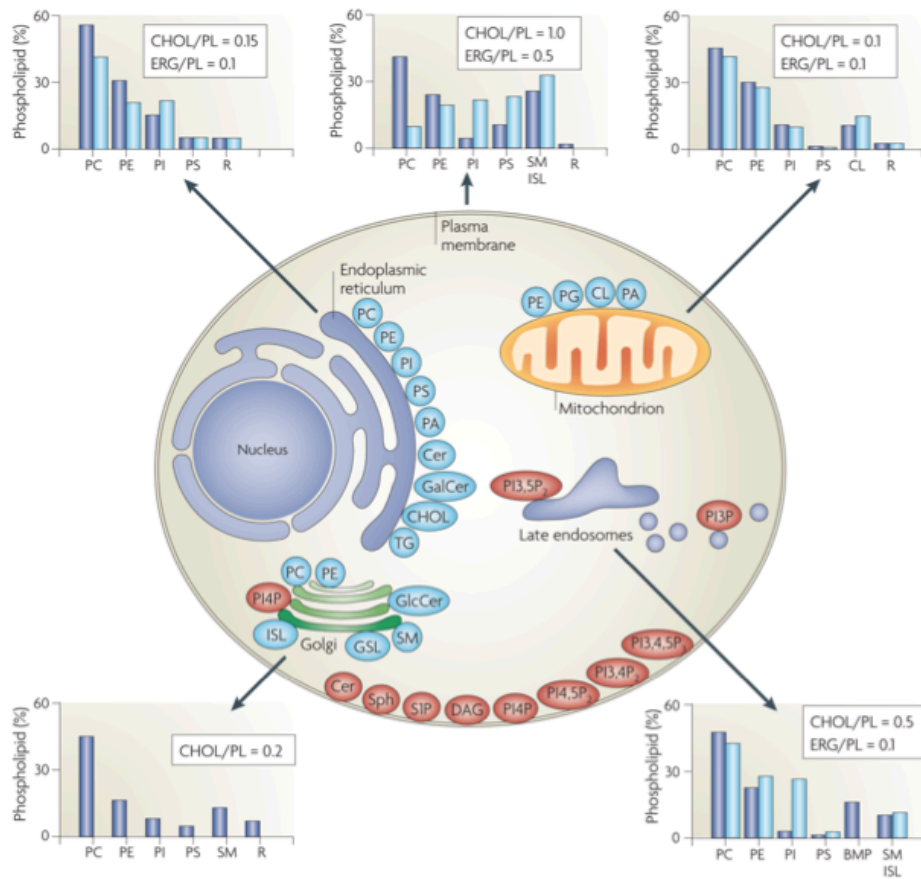 Phospholipid (%)
60
30
0
CHOL/PL = 0.15
ERG/PL = 0.1
PC PE PI PS R
Phospholipid (%)
60
30
0
CHOL/PL = 1.0
ERG/PL = 0.5
PC PE PI PS SM R
ISL
Phospholipid (%)
60
30
0
CHOL/PL = 0.1
ERG/PL = 0.1
PC PE PI PS CL R
Plasma
membrane
Endoplasmic
reticulum
PC
PE
PI
PS
PA
Cer
GalCer
CHOL
TG
Nucleus
PE PG CL PA
Mitochondrion
PI3,5P₂
Late endosomes
PI3P
PC PE
PI4P
GlcCer
ISL
Golgi
GSL
SM
Cer
Sph
S1P
DAG
PI4P
PI4,5P₂
PI3,4P₂
PI3,4,5P₃
Phospholipid (%)
60
30
0
CHOL/PL = 0.2
PC PE PI PS SM R
Phospholipid (%)
60
30
0
CHOL/PL = 0.5
ERG/PL = 0.1
PC PE PI PS BMP SM
ISL